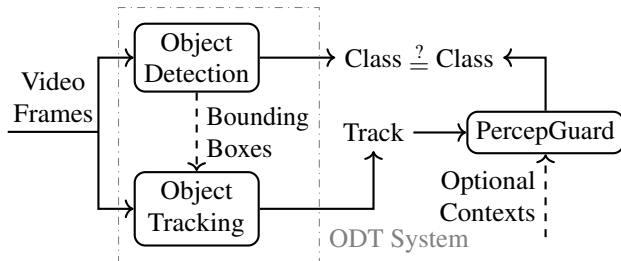 Video
Frames
Object
Detection
Bounding
Boxes
Object
Tracking
Class ≟ Class
Track
PercepGuard
Optional
Contexts
ODT System